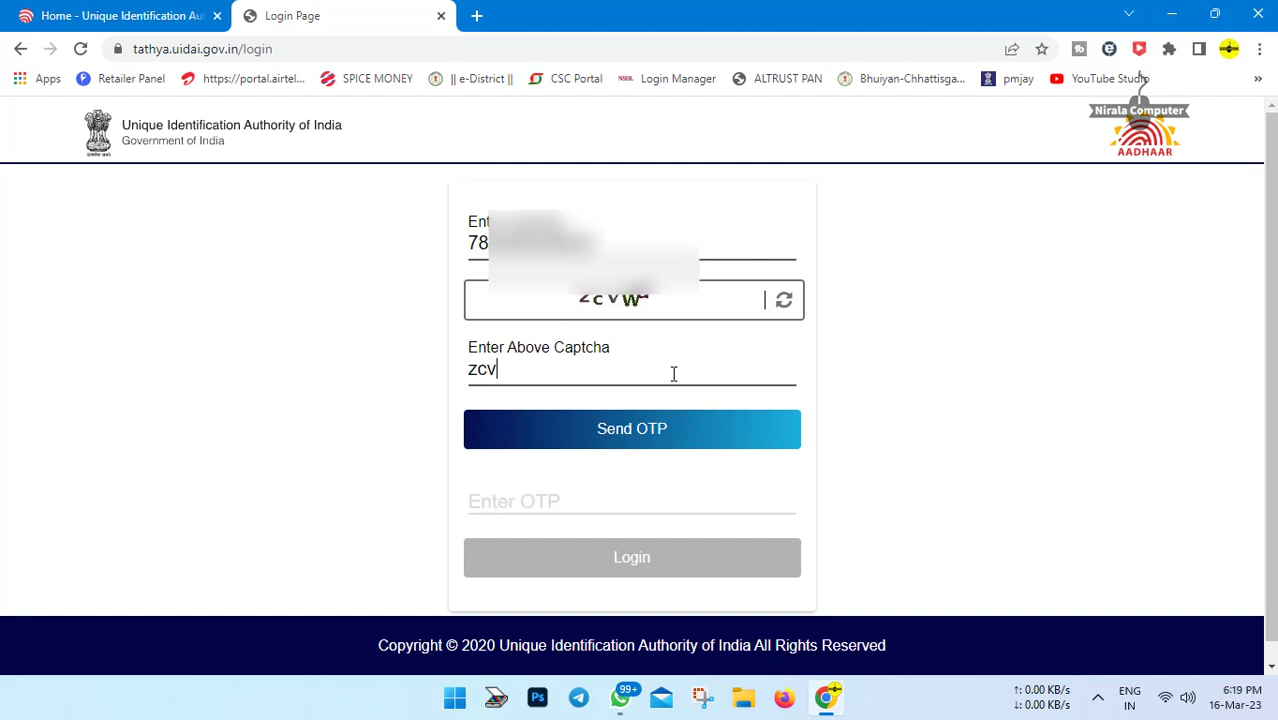 Home - Unique Identification Au
Login Page
tathya.uidai.gov.in/login
Apps
Retailer Panel
https://portal.airtel...
SPICE MONEY
e-District ||
CSC Portal
NSDL
Login Manager
ALTRUST PAN
Bhuiyan-Chhattisga...
pmjay
YouTube Studio
»
Unique Identification Authority of India
Government of India
Nirala Computer
AADHAAR
78
zcvW
Enter Above Captcha
zcv
Send OTP
Enter OTP
Login
Copyright © 2020 Unique Identification Authority of India All Rights Reserved
Ps
99+
↑: 0.00 KB/s
↓: 0.00 KB/s
ENG
IN
6:19 PM
16-Mar-23